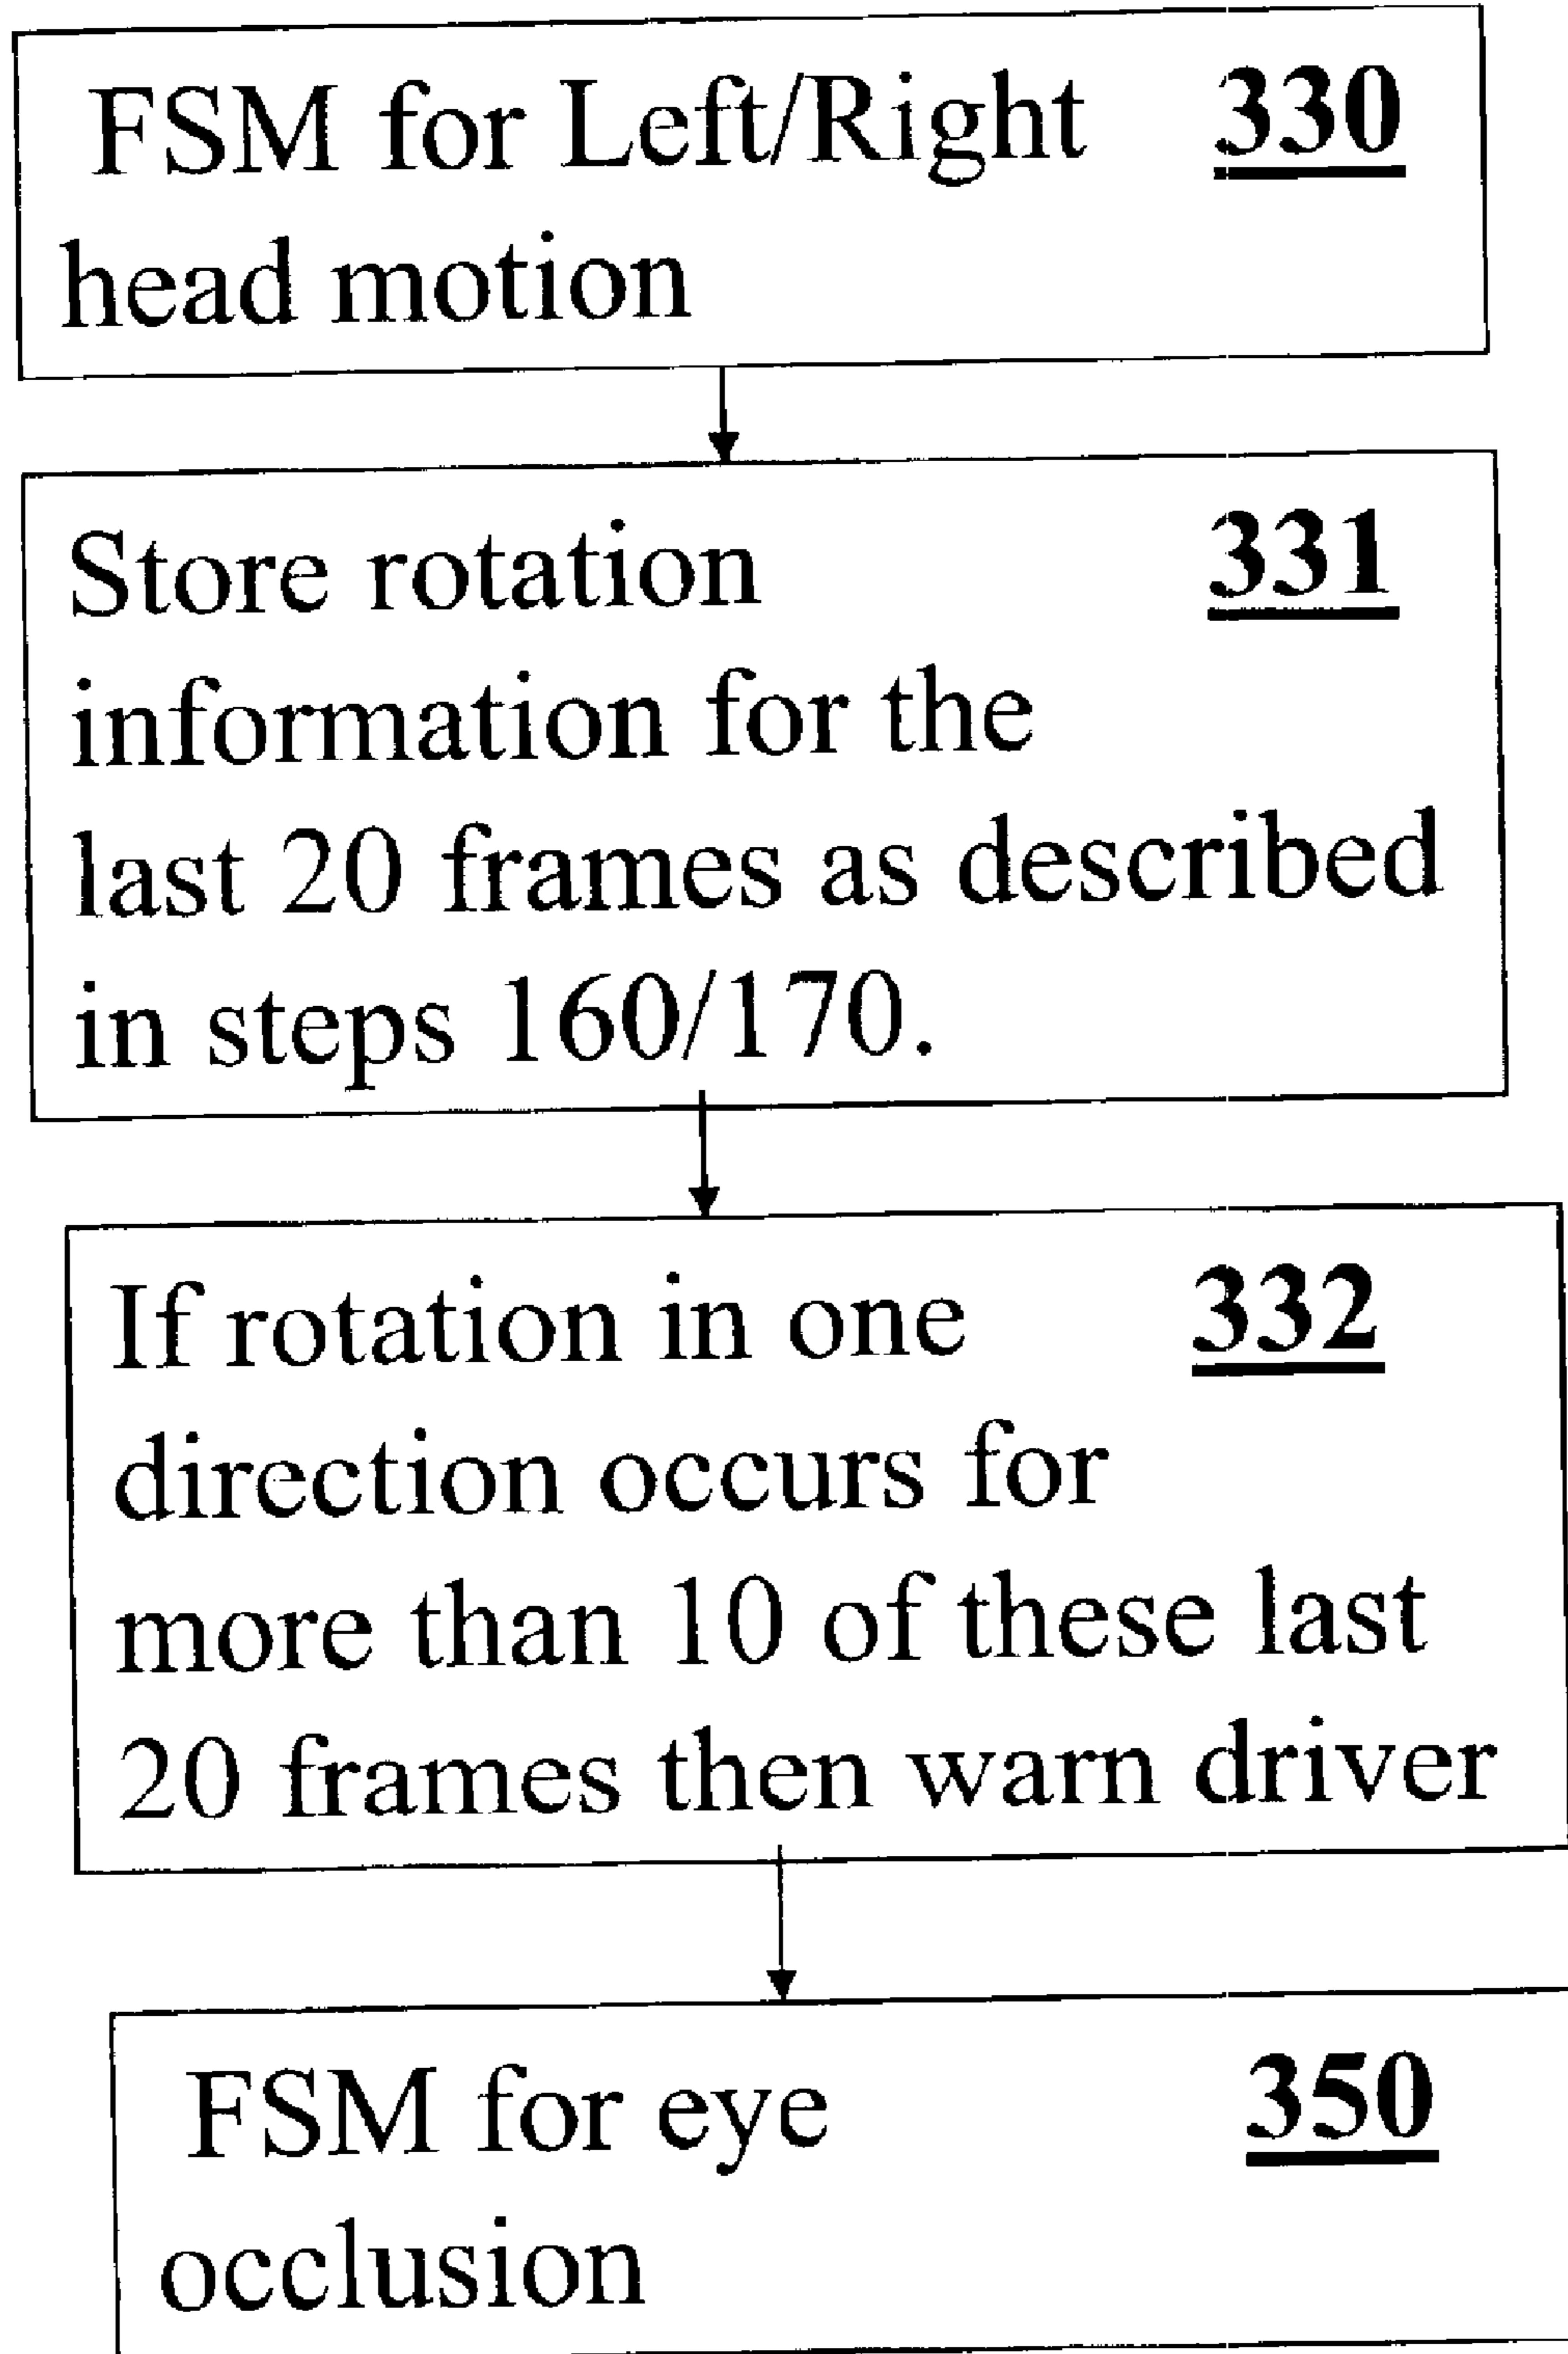 FSM for Left/Right 330
head motion
Store rotation 331
information for the
last 20 frames as described
in steps 160/170.
If rotation in one 332
direction occurs for
more than 10 of these last
20 frames then warn driver
FSM for eye 350
occlusion